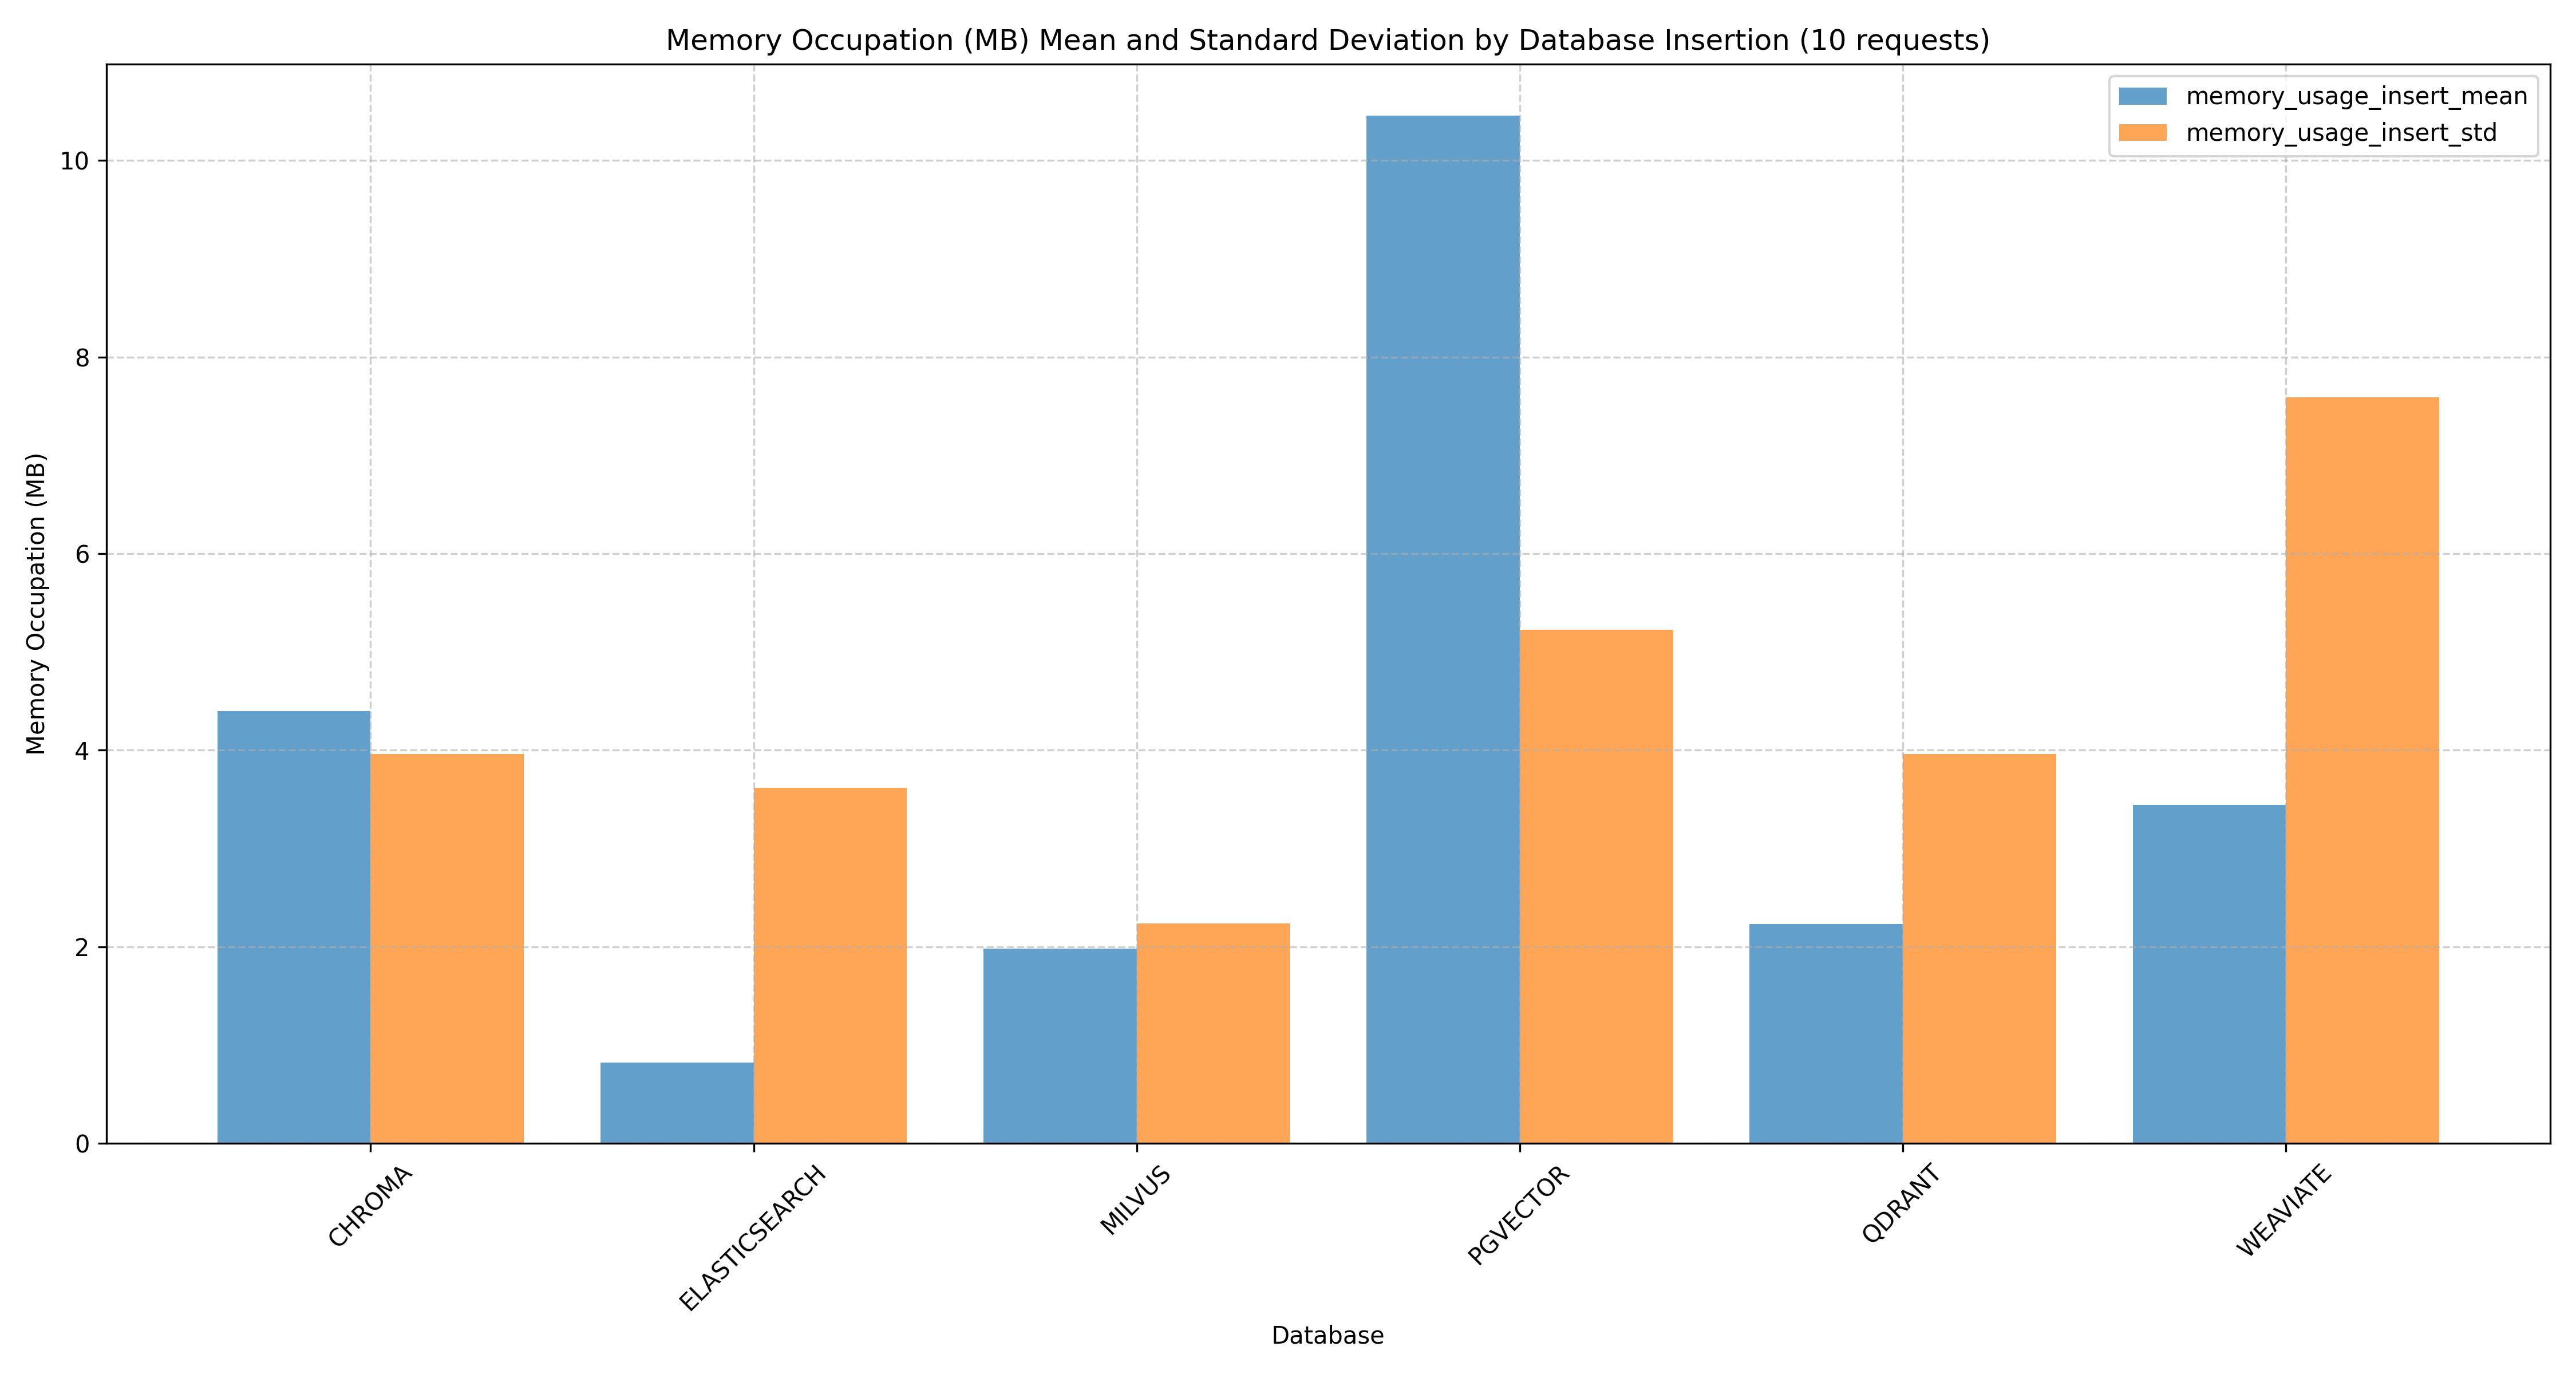 Memory Occupation (MB) Mean and Standard Deviation by Database Insertion (10 requests)
memory_usage_insert_mean
memory_usage_insert_std
Memory Occupation (MB)
10
8
6
4
2
0
CHROMA
ELASTICSEARCH
MILVUS
PGVECTOR
QDRANT
WEAVIATE
Database